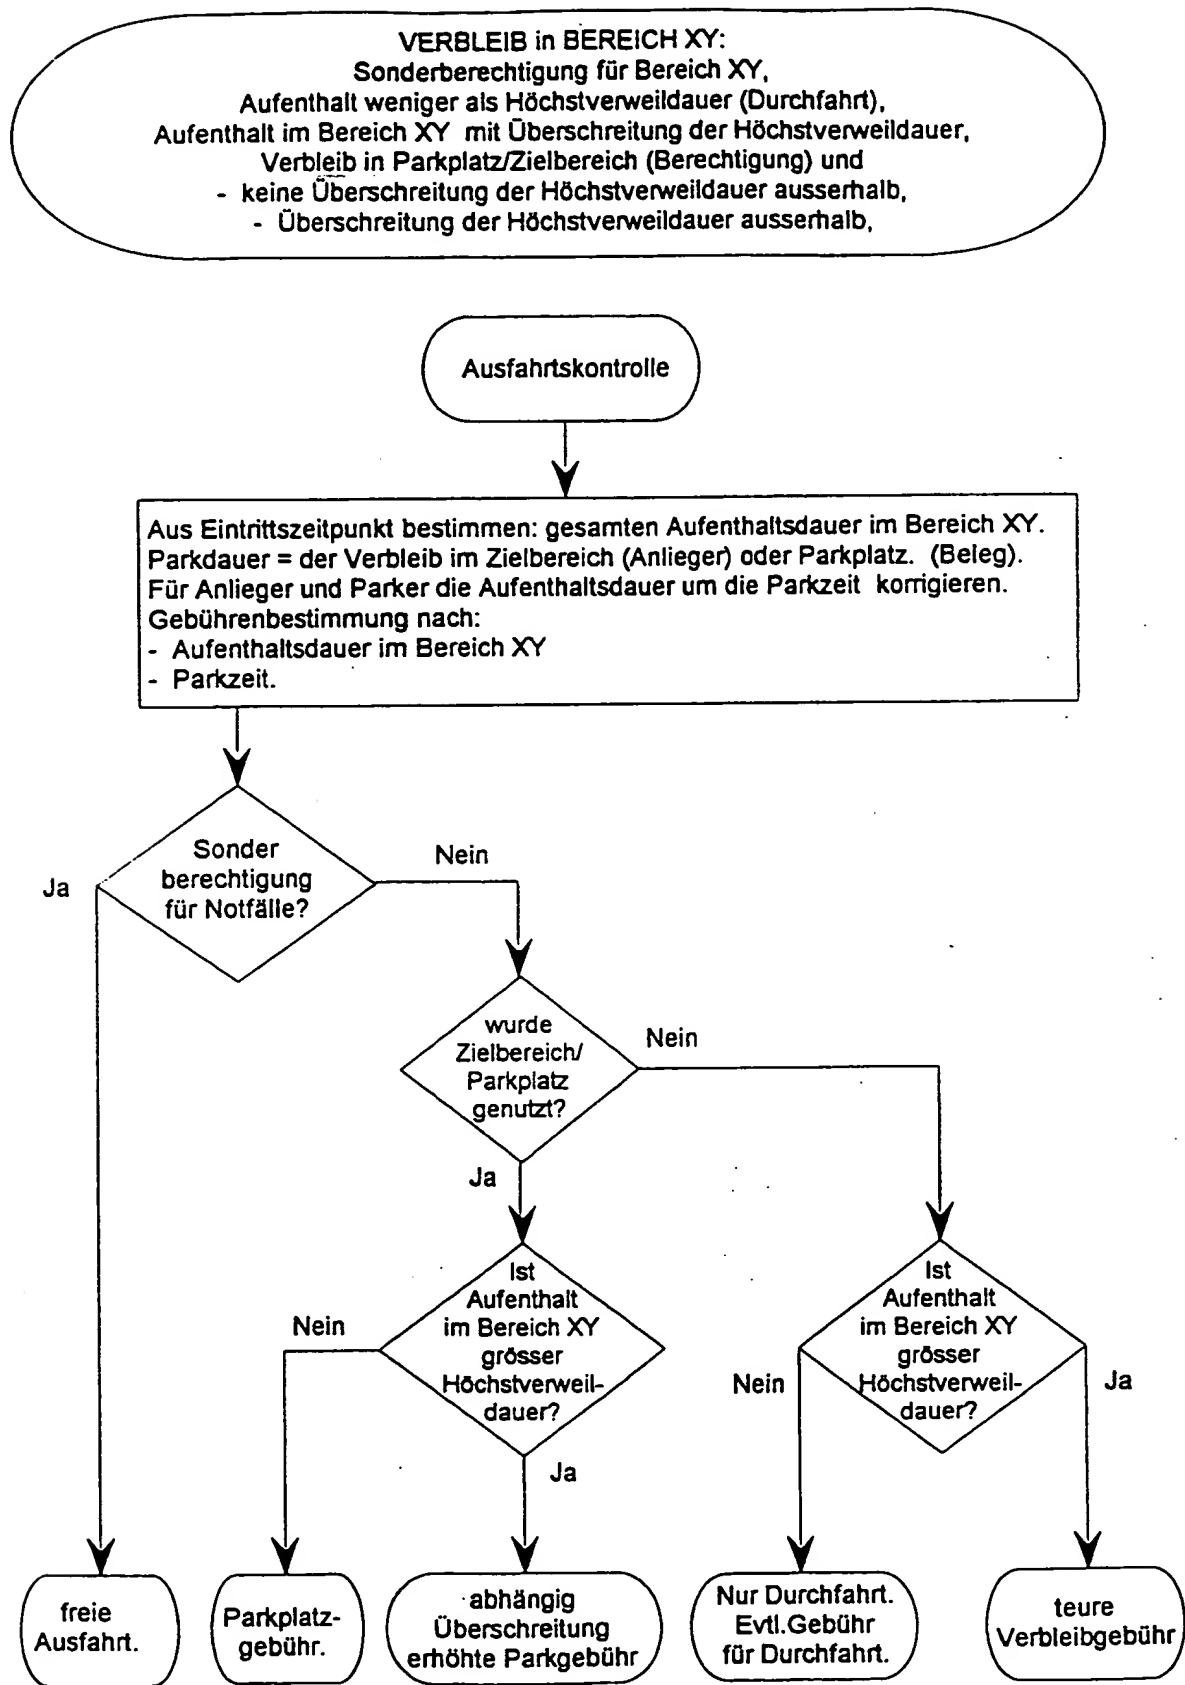 VERBLEIB in BEREICH XY:
Sonderberechtigung für Bereich XY,
Aufenthalt weniger als Höchstverweildauer (Durchfahrt),
Aufenthalt im Bereich XY mit Überschreitung der Höchstverweildauer,
Verbleib in Parkplatz/Zielbereich (Berechtigung) und
- keine Überschreitung der Höchstverweildauer ausserhalb,
- Überschreitung der Höchstverweildauer ausserhalb,
Ausfahrtskontrolle
Aus Eintrittszeitpunkt bestimmen: gesamten Aufenthaltsdauer im Bereich XY.
Parkdauer = der Verbleib im Zielbereich (Anlieger) oder Parkplatz. (Beleg).
Für Anlieger und Parker die Aufenthaltsdauer um die Parkzeit korrigieren.
Gebührenbestimmung nach:
- Aufenthaltsdauer im Bereich XY
- Parkzeit.
Sonder
berechtigung
für Notfälle?
Ja
Nein
wurde
Zielbereich/
Parkplatz
genutzt?
Nein
Ja
Ist
Aufenthalt
im Bereich XY
grösser
Höchstverweil-
dauer?
Nein
Ja
Ist
Aufenthalt
im Bereich XY
grösser
Höchstverweil-
dauer?
Nein
Ja
freie
Ausfahrt.
Parkplatz-
gebühr.
abhängig
Überschreitung
erhöhte Parkgebühr
Nur Durchfahrt.
Evtl.Gebühr
für Durchfahrt.
teure
Verbleibgebühr